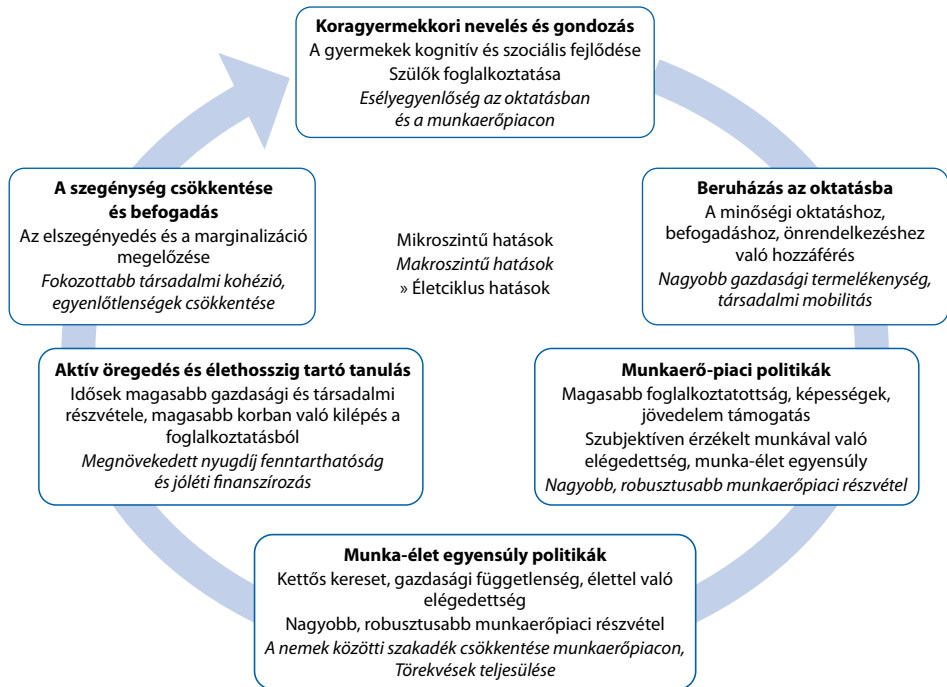 Koragyermekkori nevelés és gondozás
A gyermekek kognitív és szociális fejlődése
Szülők foglalkoztatása
Esélyegyenlőség az oktatásban
és a munkaerőpiacon
Beruházás az oktatásba
A minőségi oktatáshoz,
befogadáshoz, önrendelkezéshez
való hozzáférés
Nagyobb gazdasági termelékenység,
társadalmi mobilitás
Munkaerő-piaci politikák
Magasabb foglalkoztatottság, képességek,
jövedelem támogatás
Szubjektíven érzékelt munkával való
elégedettség, munka-élet egyensúly
Nagyobb, robusztusabb munkaerőpiaci részvétel
Munka-élet egyensúly politikák
Kettős kereset, gazdasági függetlenség, élettel való
elégedettség
Nagyobb, robusztusabb munkaerőpiaci részvétel
A nemek közötti szakadék csökkentése munkaerőpiacon,
Törekvések teljesülése
Aktív öregedés és élethosszig tartó tanulás
Idősek magasabb gazdasági és társadalmi
részvétele, magasabb korban való kilépés a
foglalkoztatásból
Megnövekedett nyugdíj fenntarthatóság
és jóléti finanszírozás
A szegénység csökkentése
és befogadás
Az elszegényedés és a marginalizáció
megelőzése
Fokozottabb társadalmi kohézió,
egyenlőtlenségek csökkentése
Mikroszintű hatások
Makroszintű hatások
» Életciklus hatások